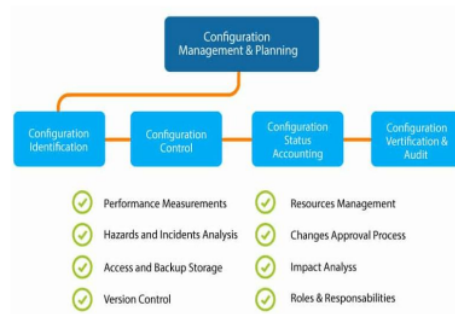 Configuration
Management & Planning
Configuration
Identification
Configuration
Control
Configuration
Status
Accounting
Configuration
Vertification &
Audit
Performance Measurements
Hazards and Incidents Analysis
Access and Backup Storage
Version Control
Resources Management
Changes Approval Process
Impact Analyss
Roles & Responsabilities